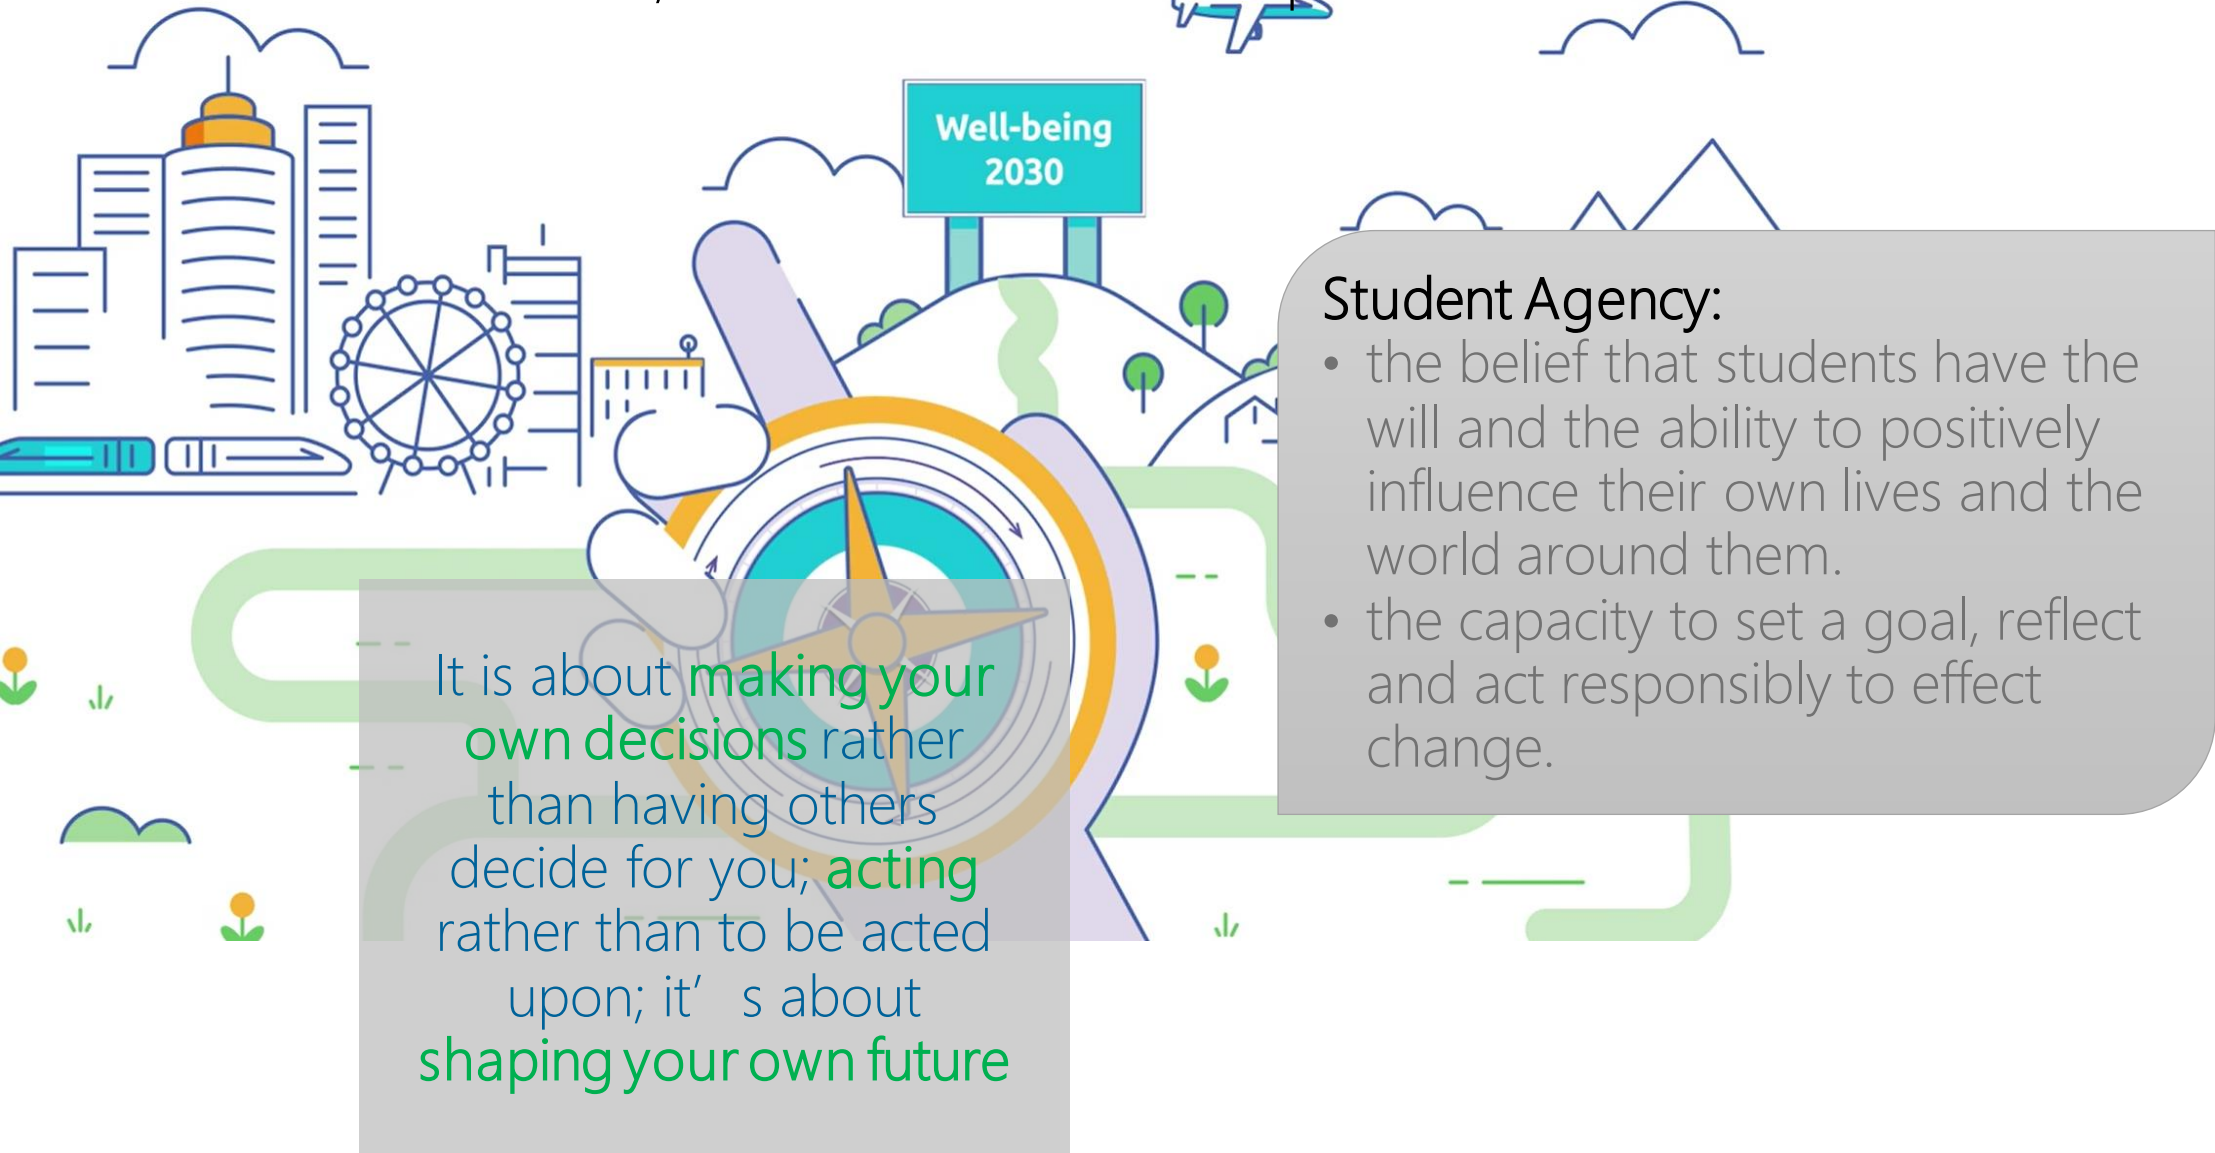 Well-being
2030
Student Agency:
• the belief that students have the
will and the ability to positively
influence their own lives and the
world around them.
• the capacity to set a goal, reflect
and act responsibly to effect
change.
It is about making your
own decisions rather
than having others
decide for you; acting
rather than to be acted
upon; it’ s about
shaping your own future